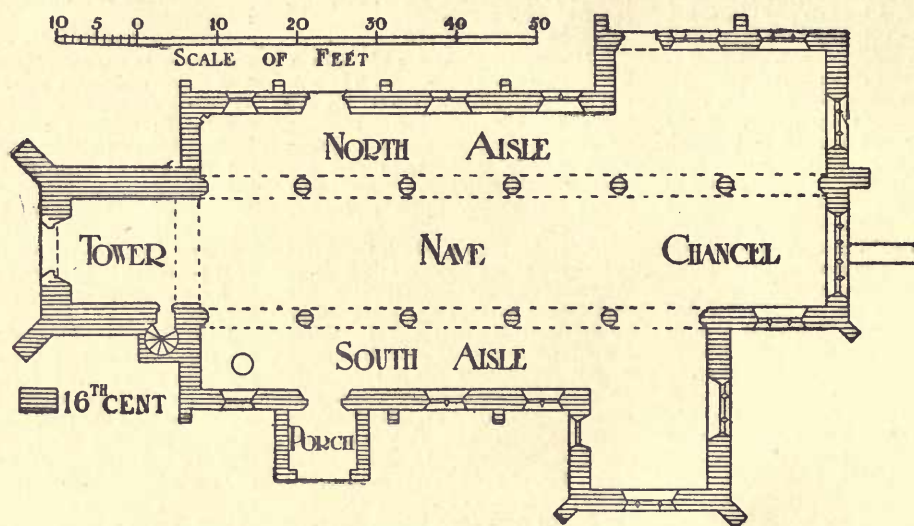 10 5 0 10 20 30 40 50
SCALE OF FEET
NORTH AISLE
TOWER NAVE CHANCEL
SOUTH AISLE
16TH CENT
PORCH